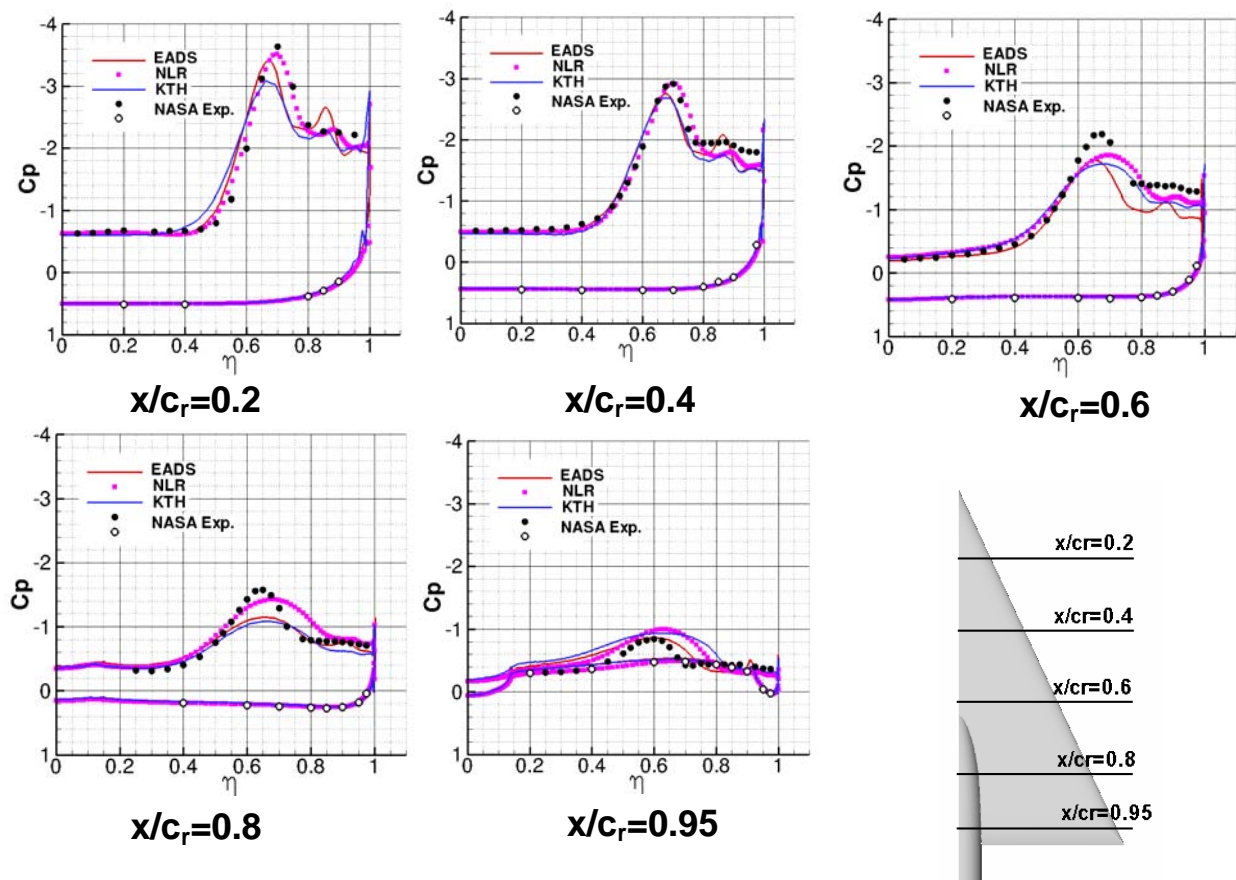 -4
-3
-2
-1
0
1
Cp
EADS
NLR
KTH
NASA Exp.
0 0.2 0.4 0.6 0.8 1
η
x/cr=0.2
-4
-3
-2
-1
0
1
Cp
EADS
NLR
KTH
NASA Exp.
0 0.2 0.4 0.6 0.8 1
η
x/cr=0.4
-4
-3
-2
-1
0
1
Cp
EADS
NLR
KTH
NASA Exp.
0 0.2 0.4 0.6 0.8 1
η
x/cr=0.6
-4
-3
-2
-1
0
1
Cp
EADS
NLR
KTH
NASA Exp.
0 0.2 0.4 0.6 0.8 1
η
x/cr=0.8
-4
-3
-2
-1
0
1
Cp
EADS
NLR
KTH
NASA Exp.
0 0.2 0.4 0.6 0.8 1
η
x/cr=0.95
x/cr=0.2
x/cr=0.4
x/cr=0.6
x/cr=0.8
x/cr=0.95